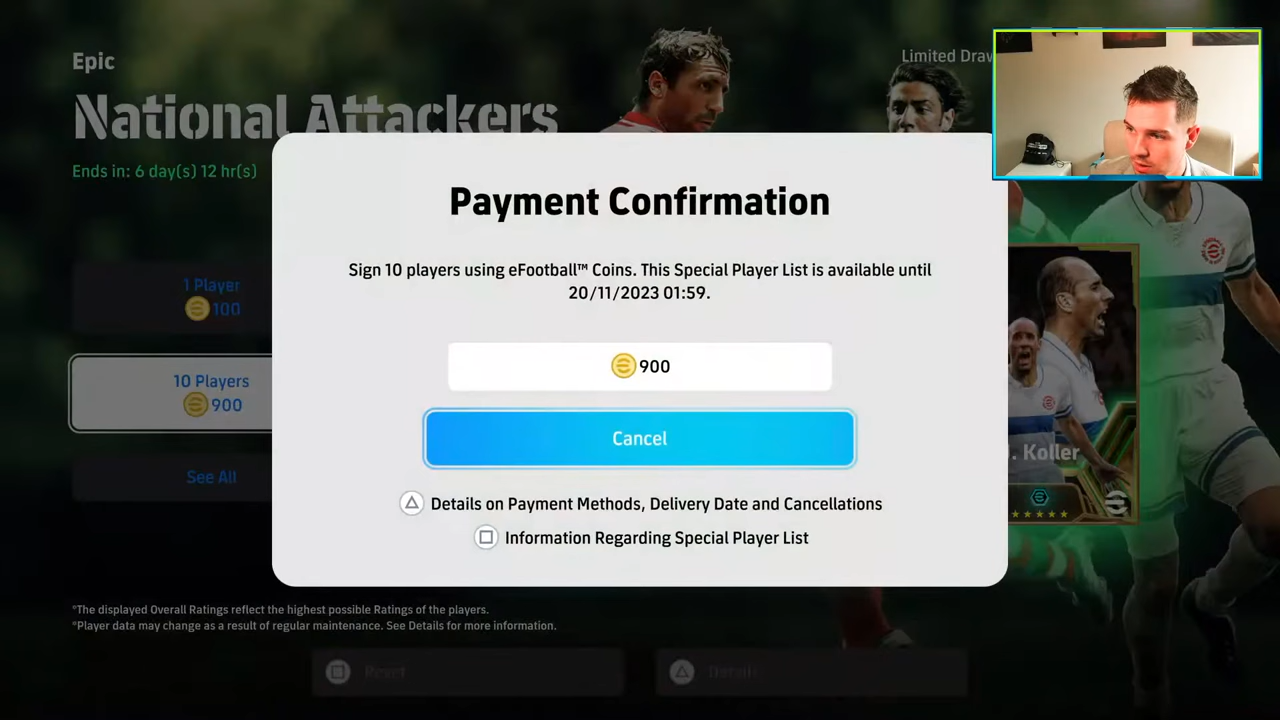 Epic
Limited Draw
National Attackers
Ends in: 6 day(s) 12 hr(s)
Payment Confirmation
Sign 10 players using eFootball™ Coins. This Special Player List is available until
20/11/2023 01:59.
1 Player
100
900
10 Players
900
Cancel
J. Koller
See All
Details on Payment Methods, Delivery Date and Cancellations
Information Regarding Special Player List
*The displayed Overall Ratings reflect the highest possible Ratings of the players.
*Player data may change as a result of regular maintenance. See Details for more information.
Reset
Details